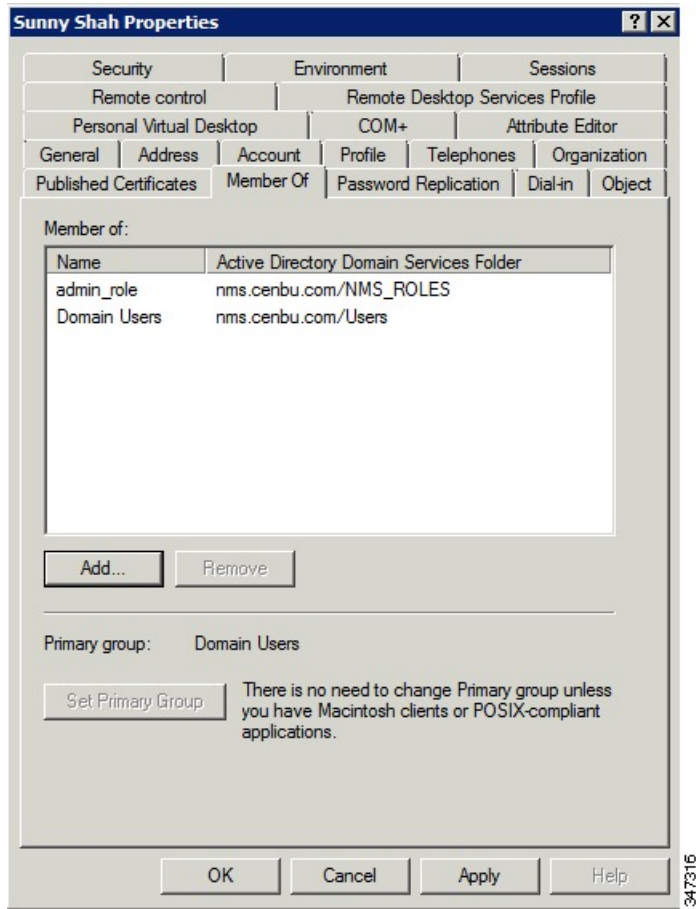 Sunny Shah Properties ? X
Security Environment Sessions
Remote control Remote Desktop Services Profile
Personal Virtual Desktop COM+ Attribute Editor
General Address Account Profile Telephones Organization
Published Certificates Member Of Password Replication Dial-in Object
Member of:
Name Active Directory Domain Services Folder
admin_role nms.cenbu.com/NMS_ROLES
Domain Users nms.cenbu.com/Users
Add... Remove
Primary group: Domain Users
Set Primary Group
There is no need to change Primary group unless
you have Macintosh clients or POSIX-compliant
applications.
OK Cancel Apply Help
347316